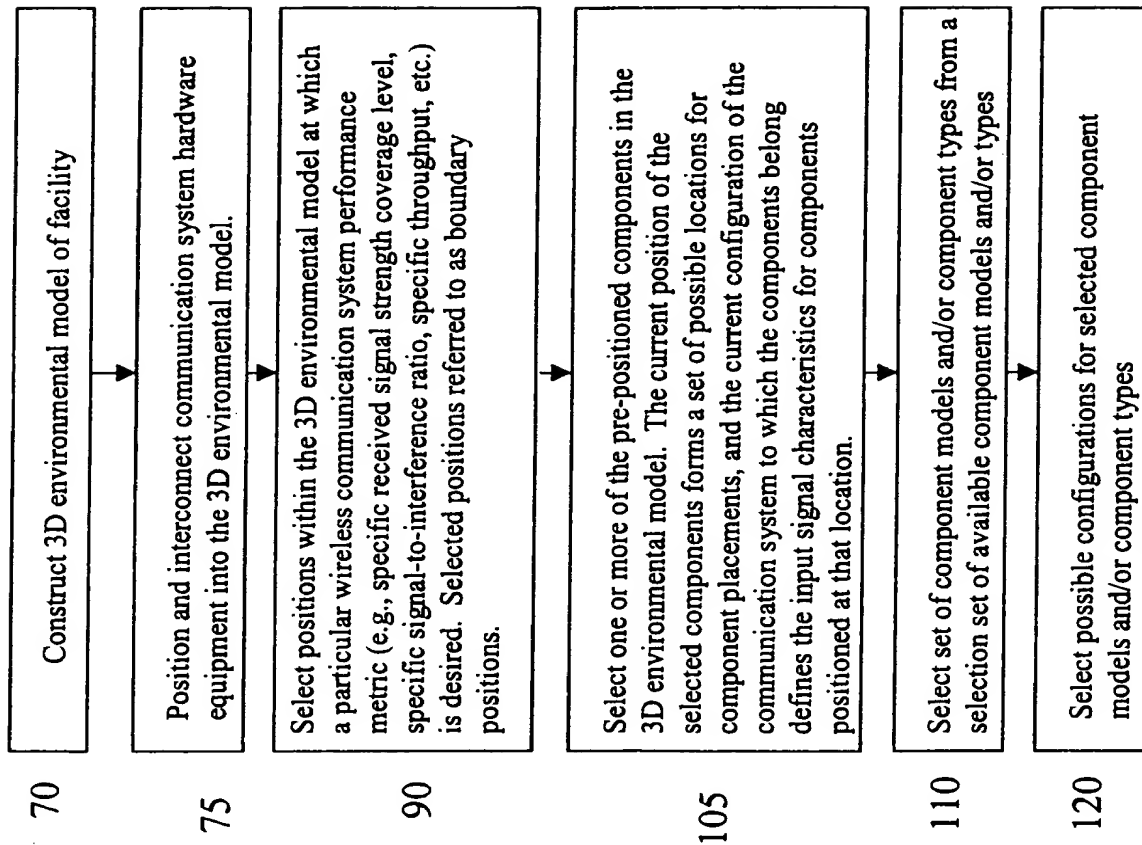 70
Construct 3D environmental model of facility
75
Position and interconnect communication system hardware
equipment into the 3D environmental model.
90
Select positions within the 3D environmental model at which
a particular wireless communication system performance
metric (e.g., specific received signal strength coverage level,
specific signal-to-interference ratio, specific throughput, etc.)
is desired. Selected positions referred to as boundary
positions.
105
Select one or more of the pre-positioned components in the
3D environmental model. The current position of the
selected components forms a set of possible locations for
component placements, and the current configuration of the
communication system to which the components belong
defines the input signal characteristics for components
positioned at that location.
110
Select set of component models and/or component types from a
selection set of available component models and/or types
120
Select possible configurations for selected component
models and/or component types